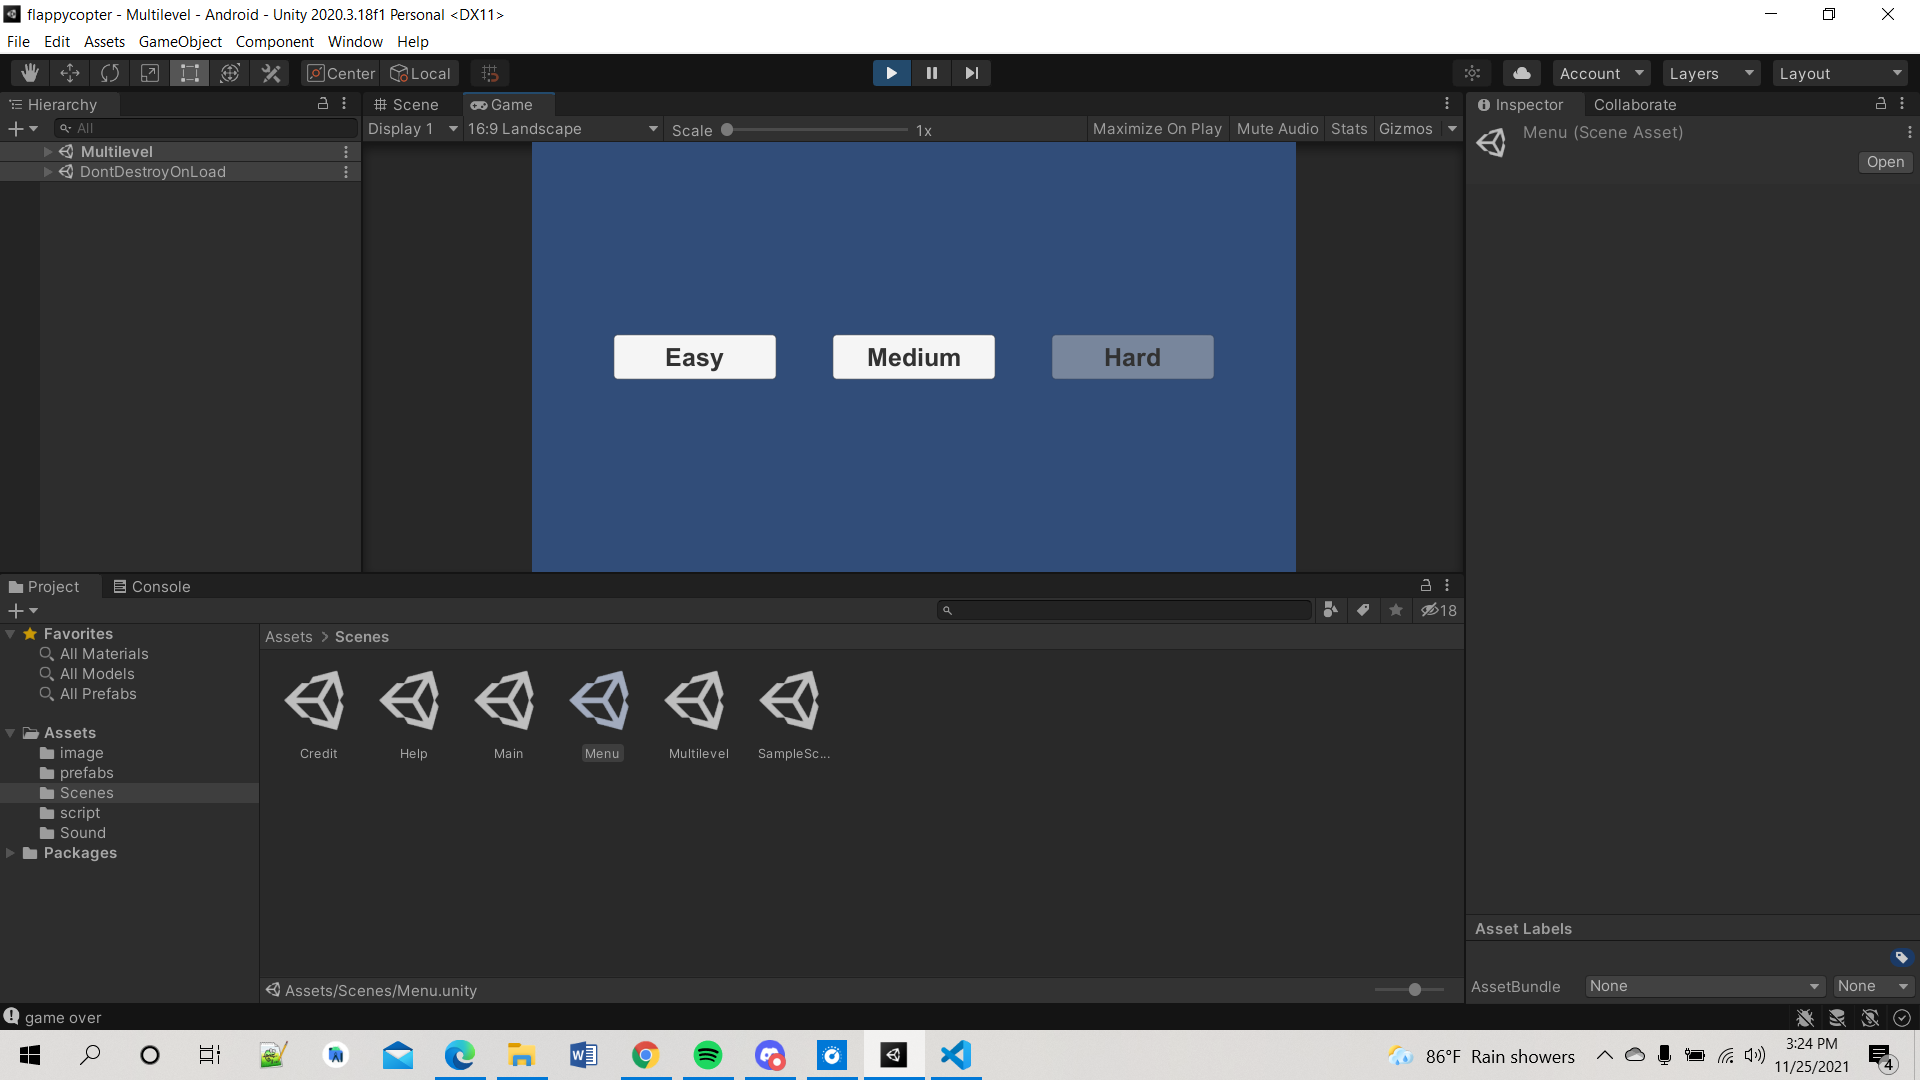 flappycopter - Multilevel - Android - Unity 2020.3.18f1 Personal <DX11>
File Edit Assets GameObject Component Window Help
Center Local Account Layers Layout
Hierarchy
All
Multilevel
DontDestroyOnLoad
Scene Game
Display 1 16:9 Landscape Scale 1x Maximize On Play Mute Audio Stats Gizmos
Easy Medium Hard
Inspector Collaborate
Menu (Scene Asset)
Open
Project Console
18
Favorites
All Materials
All Models
All Prefabs
Assets
image
prefabs
Scenes
script
Sound
Packages
Assets > Scenes
Credit Help Main Menu Multilevel SampleSc...
Assets/Scenes/Menu.unity
Asset Labels
AssetBundle None None
game over
86°F Rain showers
3:24 PM
11/25/2021
4